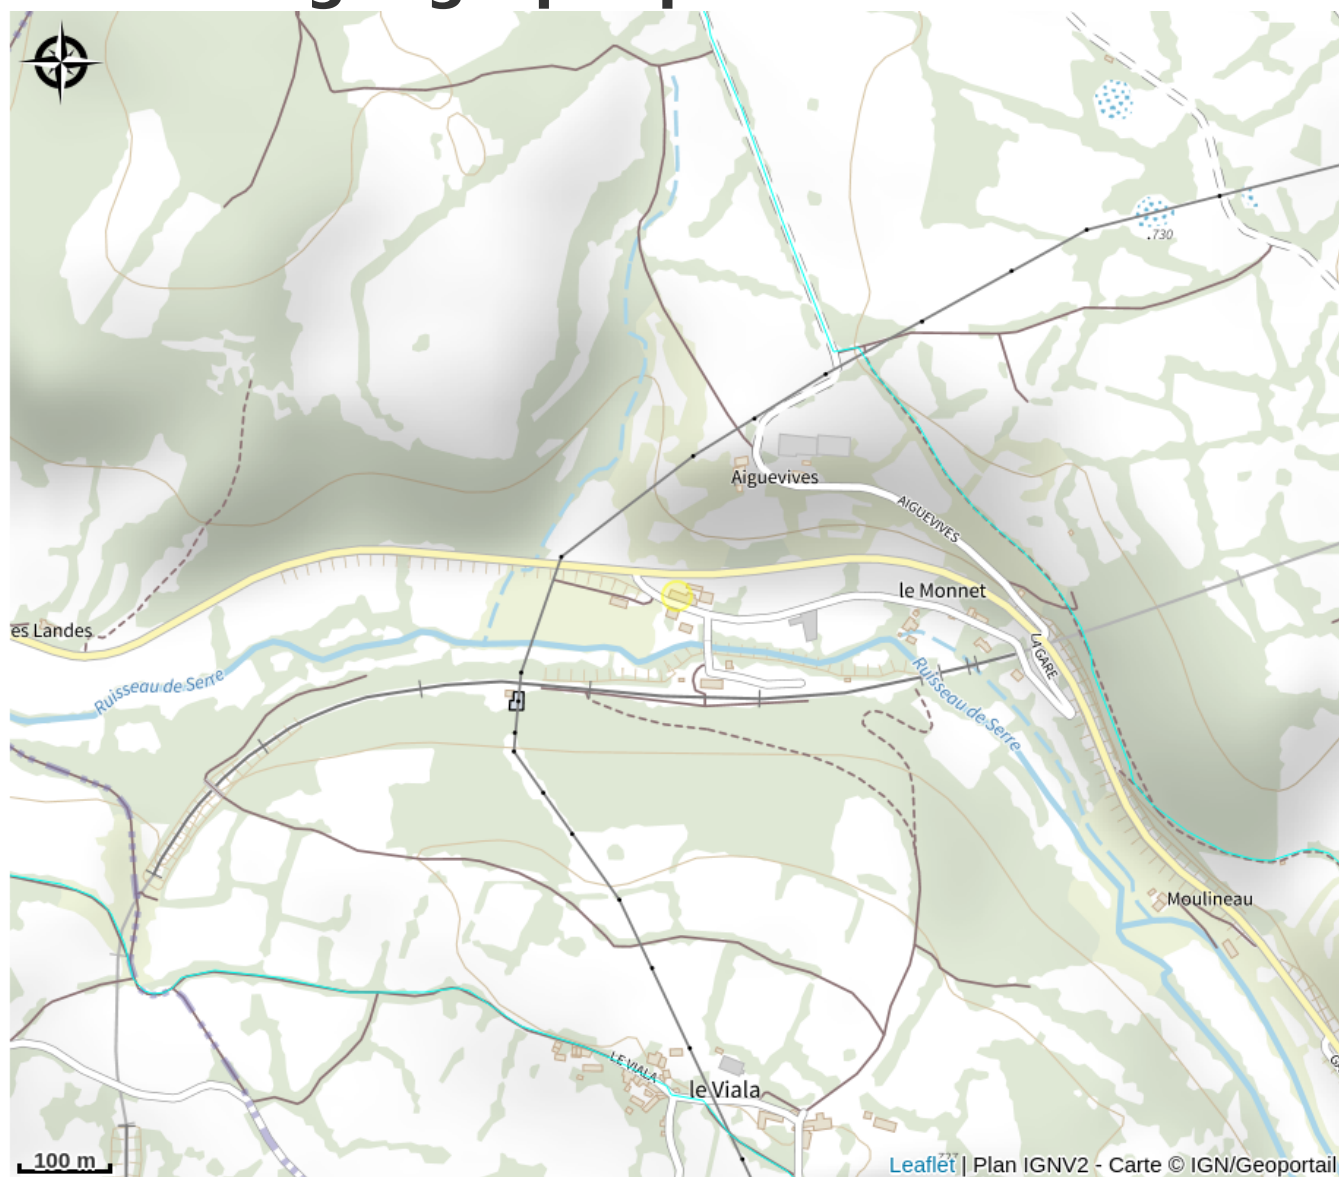 730
Aiguevives
AIGUEVIVES
le Monnet
es Landes
LA GARE
Ruisseau de Serre
Ruisseau de Serre
Moulineau
LE VIALA
le Viala
100 m
Leaflet | Plan IGNV2 - Carte © IGN/Geoportail